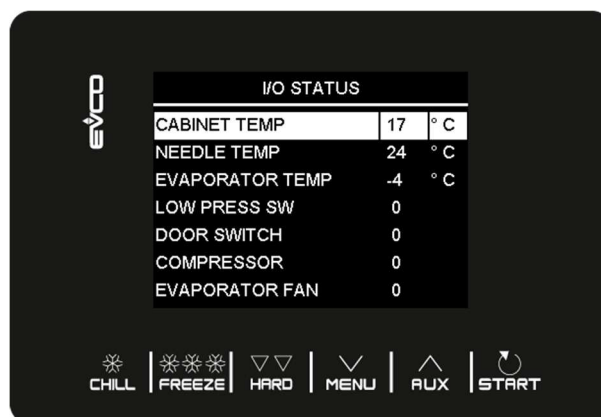 EVCO
I/O STATUS
CABINET TEMP 17 ° C
NEEDLE TEMP 24 ° C
EVAPORATOR TEMP -4 ° C
LOW PRESS SW 0
DOOR SWITCH 0
COMPRESSOR 0
EVAPORATOR FAN 0
CHILL FREEZE HARD MENU AUX START